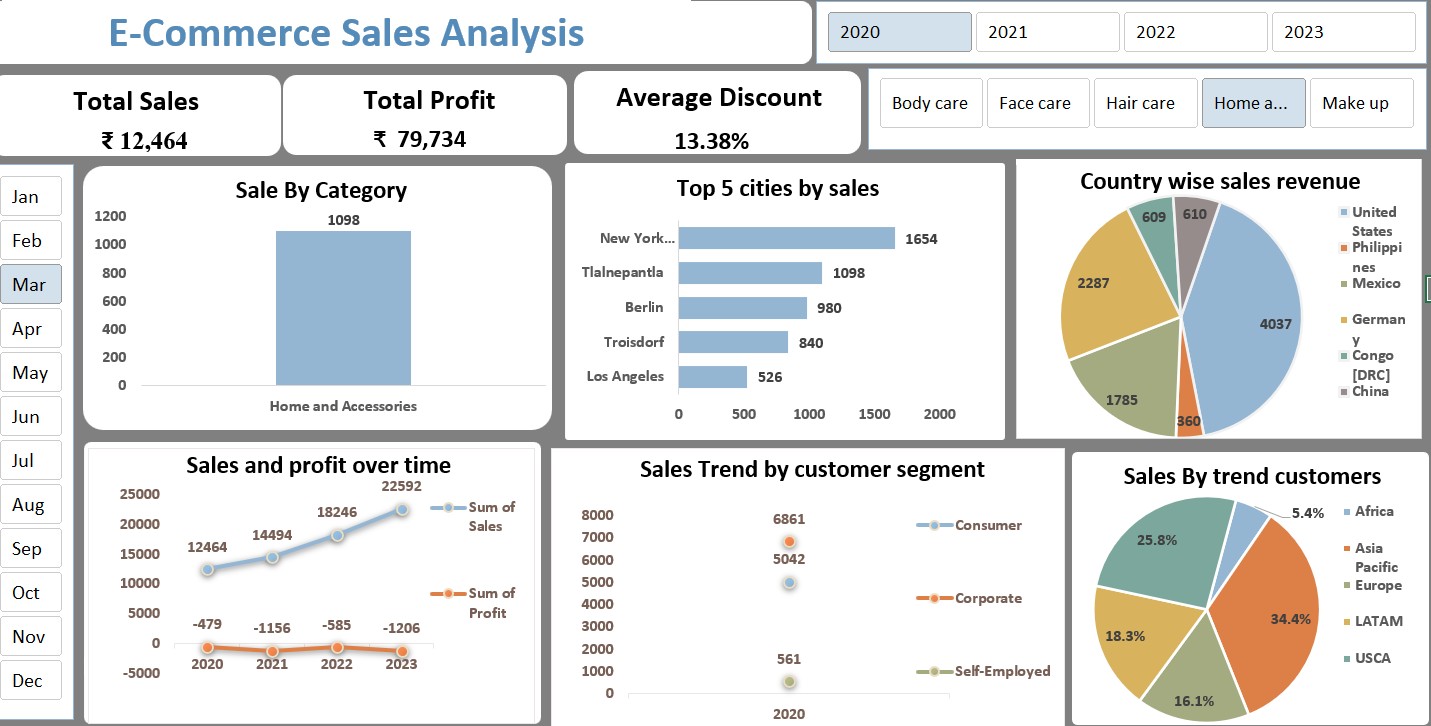 E-Commerce Sales Analysis
2020
2021
2022
2023
Total Sales
₹ 12,464
Total Profit
₹ 79,734
Average Discount
13.38%
Body care
Face care
Hair care
Home a...
Make up
Jan
Feb
Mar
Apr
May
Jun
Jul
Aug
Sep
Oct
Nov
Dec
Sale By Category
1200
1000
800
600
400
200
0
1098
Home and Accessories
Top 5 cities by sales
New York... 1654
Tlalnepantla 1098
Berlin 980
Troisdorf 840
Los Angeles 526
0 500 1000 1500 2000
Country wise sales revenue
609
610
2287
4037
1785
360
United
States
Philippi
nes
Mexico
German
y
Congo
[DRC]
China
Sales and profit over time
25000
20000
15000
10000
5000
0
-5000
12464
14494
18246
22592
-479
-1156
-585
-1206
2020 2021 2022 2023
Sum of
Sales
Sum of
Profit
Sales Trend by customer segment
8000
7000
6000
5000
4000
3000
2000
1000
0
6861
5042
561
2020
Consumer
Corporate
Self-Employed
Sales By trend customers
5.4%
25.8%
34.4%
18.3%
16.1%
Africa
Asia
Pacific
Europe
LATAM
USCA